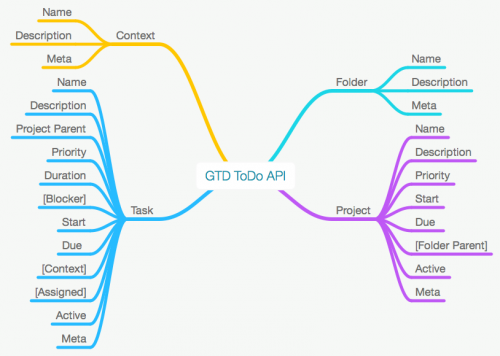 GTD ToDo API
Context
Name
Description
Meta
Task
Name
Description
Project Parent
Priority
Duration
[Blocker]
Start
Due
[Context]
[Assigned]
Active
Meta
Folder
Name
Description
Meta
Project
Name
Description
Priority
Start
Due
[Folder Parent]
Active
Meta